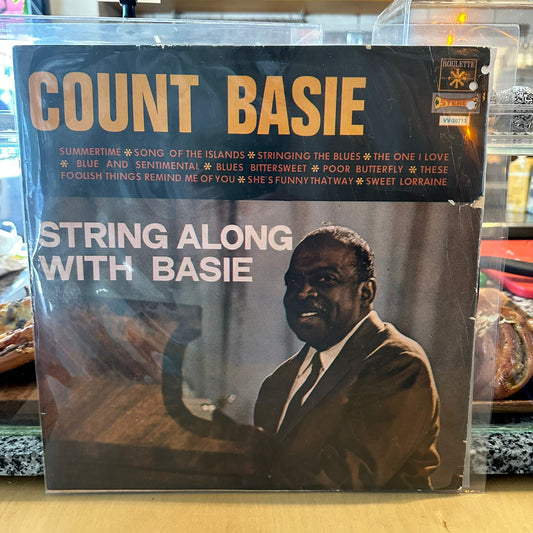 COUNT BASIE
ROULETTE
STEREO
VV-20713
SUMMERTIME * SONG OF THE ISLANDS * STRINGING THE BLUES * THE ONE I LOVE
* BLUE AND SENTIMENTAL * BLUES BITTERSWEET * POOR BUTTERFLY * THESE
FOOLISH THINGS REMIND ME OF YOU * SHE'S FUNNY THAT WAY * SWEET LORRAINE
STRING ALONG
WITH BASIE